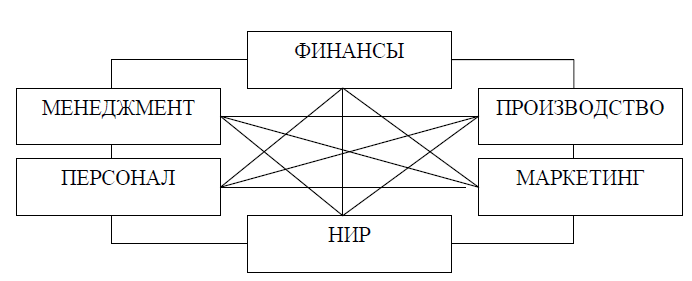 ФИНАНСЫ
МЕНЕДЖМЕНТ
ПРОИЗВОДСТВО
ПЕРСОНАЛ
МАРКЕТИНГ
НИР